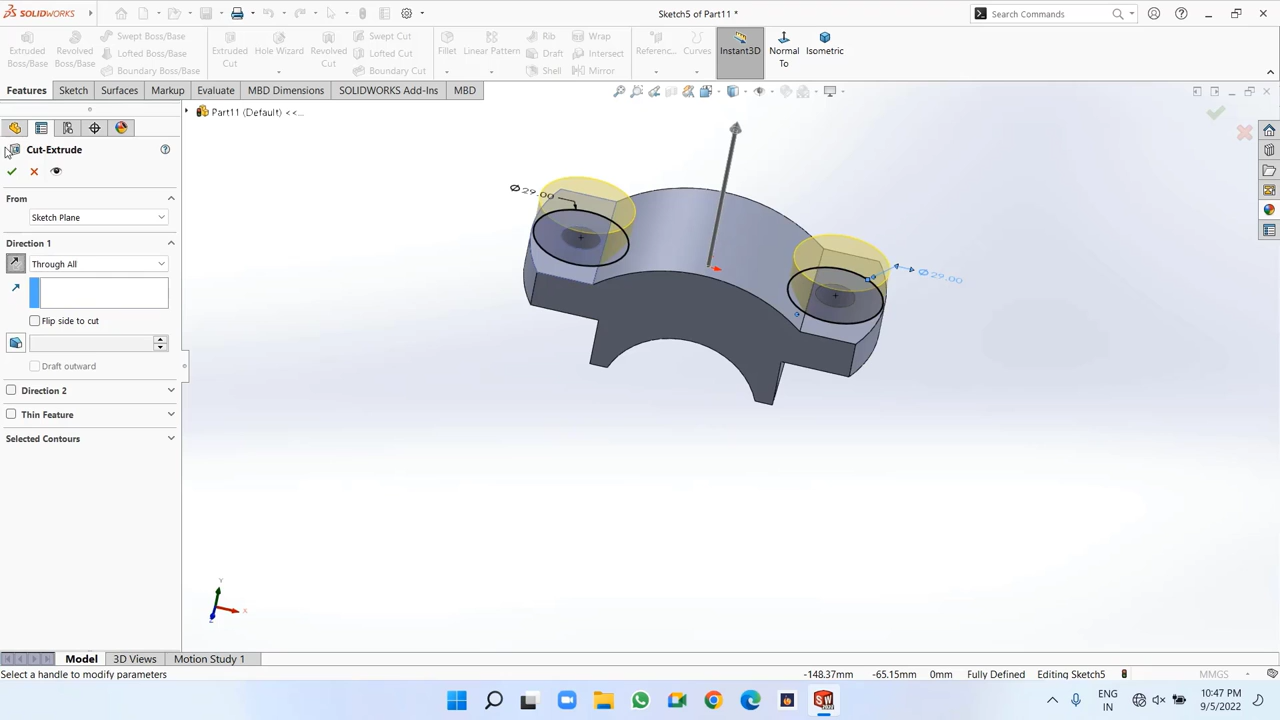 SOLIDWORKS
Sketch5 of Part11 *
Search Commands
Extruded Boss/Base
Revolved Boss/Base
Swept Boss/Base
Lofted Boss/Base
Boundary Boss/Base
Extruded Cut
Hole Wizard
Revolved Cut
Swept Cut
Lofted Cut
Boundary Cut
Fillet
Linear Pattern
Rib
Draft
Shell
Wrap
Intersect
Mirror
Referenc...
Curves
Instant3D
Normal To
Isometric
Features
Sketch
Surfaces
Markup
Evaluate
MBD Dimensions
SOLIDWORKS Add-Ins
MBD
Part11 (Default) <<...
Cut-Extrude
From
Sketch Plane
Direction 1
Through All
Flip side to cut
Draft outward
Direction 2
Thin Feature
Selected Contours
Ø29.00
Ø29.00
Y
X
Z
Model
3D Views
Motion Study 1
Select a handle to modify parameters
-148.37mm
-65.15mm
0mm
Fully Defined
Editing Sketch5
MMGS
ENG
IN
10:47 PM
9/5/2022